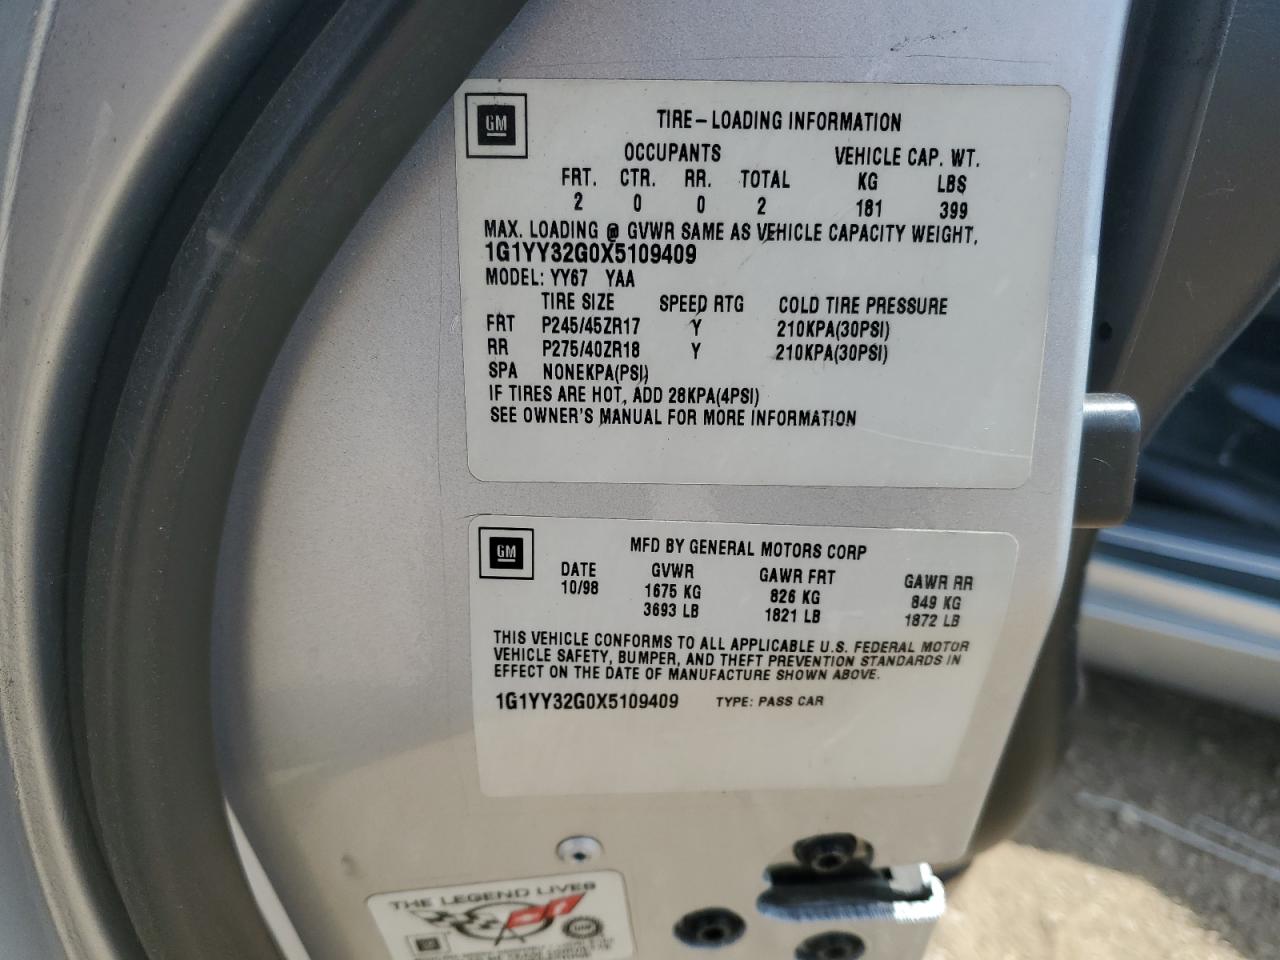 GM
TIRE-LOADING INFORMATION
OCCUPANTS VEHICLE CAP. WT.
FRT. CTR. RR. TOTAL KG LBS
2 0 0 2 181 399
MAX. LOADING @ GVWR SAME AS VEHICLE CAPACITY WEIGHT.
1G1YY32G0X5109409
MODEL: YY67 YAA
TIRE SIZE SPEED RTG COLD TIRE PRESSURE
FRT P245/45ZR17 Y 210KPA(30PSI)
RR P275/40ZR18 Y 210KPA(30PSI)
SPA NONEKPA(PSI)
IF TIRES ARE HOT, ADD 28KPA(4PSI)
SEE OWNER'S MANUAL FOR MORE INFORMATION
GM
MFD BY GENERAL MOTORS CORP
DATE GVWR GAWR FRT GAWR RR
10/98 1675 KG 826 KG 849 KG
3693 LB 1821 LB 1872 LB
THIS VEHICLE CONFORMS TO ALL APPLICABLE U.S. FEDERAL MOTOR
VEHICLE SAFETY, BUMPER, AND THEFT PREVENTION STANDARDS IN
EFFECT ON THE DATE OF MANUFACTURE SHOWN ABOVE.
1G1YY32G0X5109409 TYPE: PASS CAR
THE LEGEND LIVES